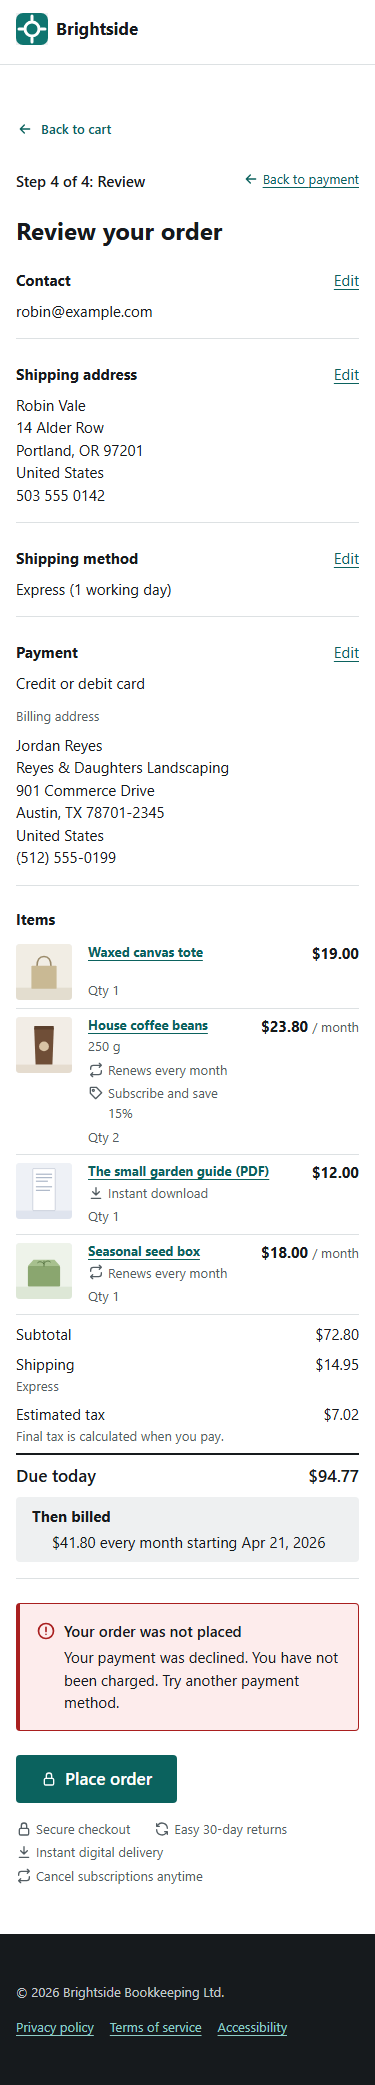 Brightside
Back to cart
Step 4 of 4: Review
Back to payment
Review your order
Contact
Edit
robin@example.com
Shipping address
Edit
Robin Vale
14 Alder Row
Portland, OR 97201
United States
503 555 0142
Shipping method
Edit
Express (1 working day)
Payment
Edit
Credit or debit card
Billing address
Jordan Reyes
Reyes & Daughters Landscaping
901 Commerce Drive
Austin, TX 78701-2345
United States
(512) 555-0199
Items
Waxed canvas tote
$19.00
Qty 1
House coffee beans
$23.80 / month
250 g
Renews every month
Subscribe and save
15%
Qty 2
The small garden guide (PDF)
$12.00
Instant download
Qty 1
Seasonal seed box
$18.00 / month
Renews every month
Qty 1
Subtotal
$72.80
Shipping
$14.95
Express
Estimated tax
$7.02
Final tax is calculated when you pay.
Due today
$94.77
Then billed
$41.80 every month starting Apr 21, 2026
Your order was not placed
Your payment was declined. You have not
been charged. Try another payment
method.
Place order
Secure checkout
Easy 30-day returns
Instant digital delivery
Cancel subscriptions anytime
© 2026 Brightside Bookkeeping Ltd.
Privacy policy
Terms of service
Accessibility